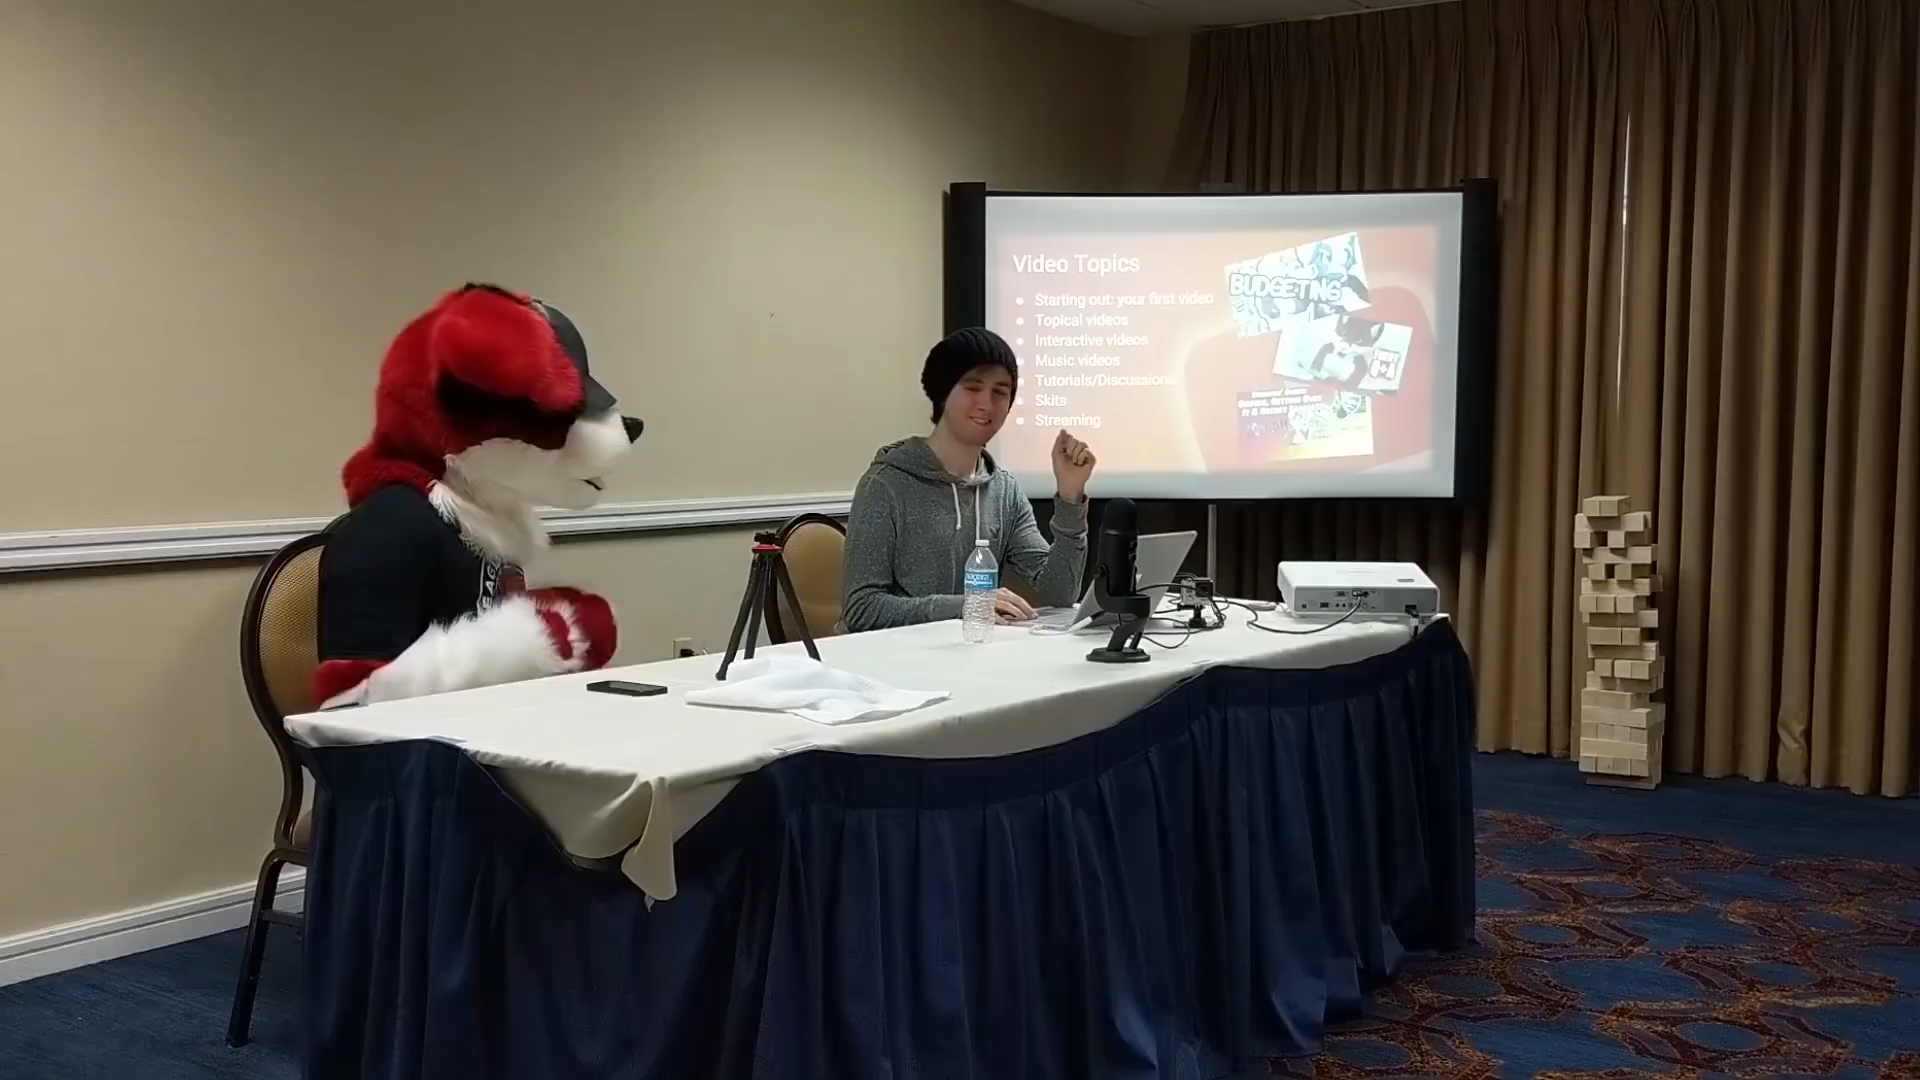 Video Topics
Starting out: your first video
Topical videos
Interactive videos
Music videos
Tutorials/Discussions
Skits
Streaming
BUDGETING